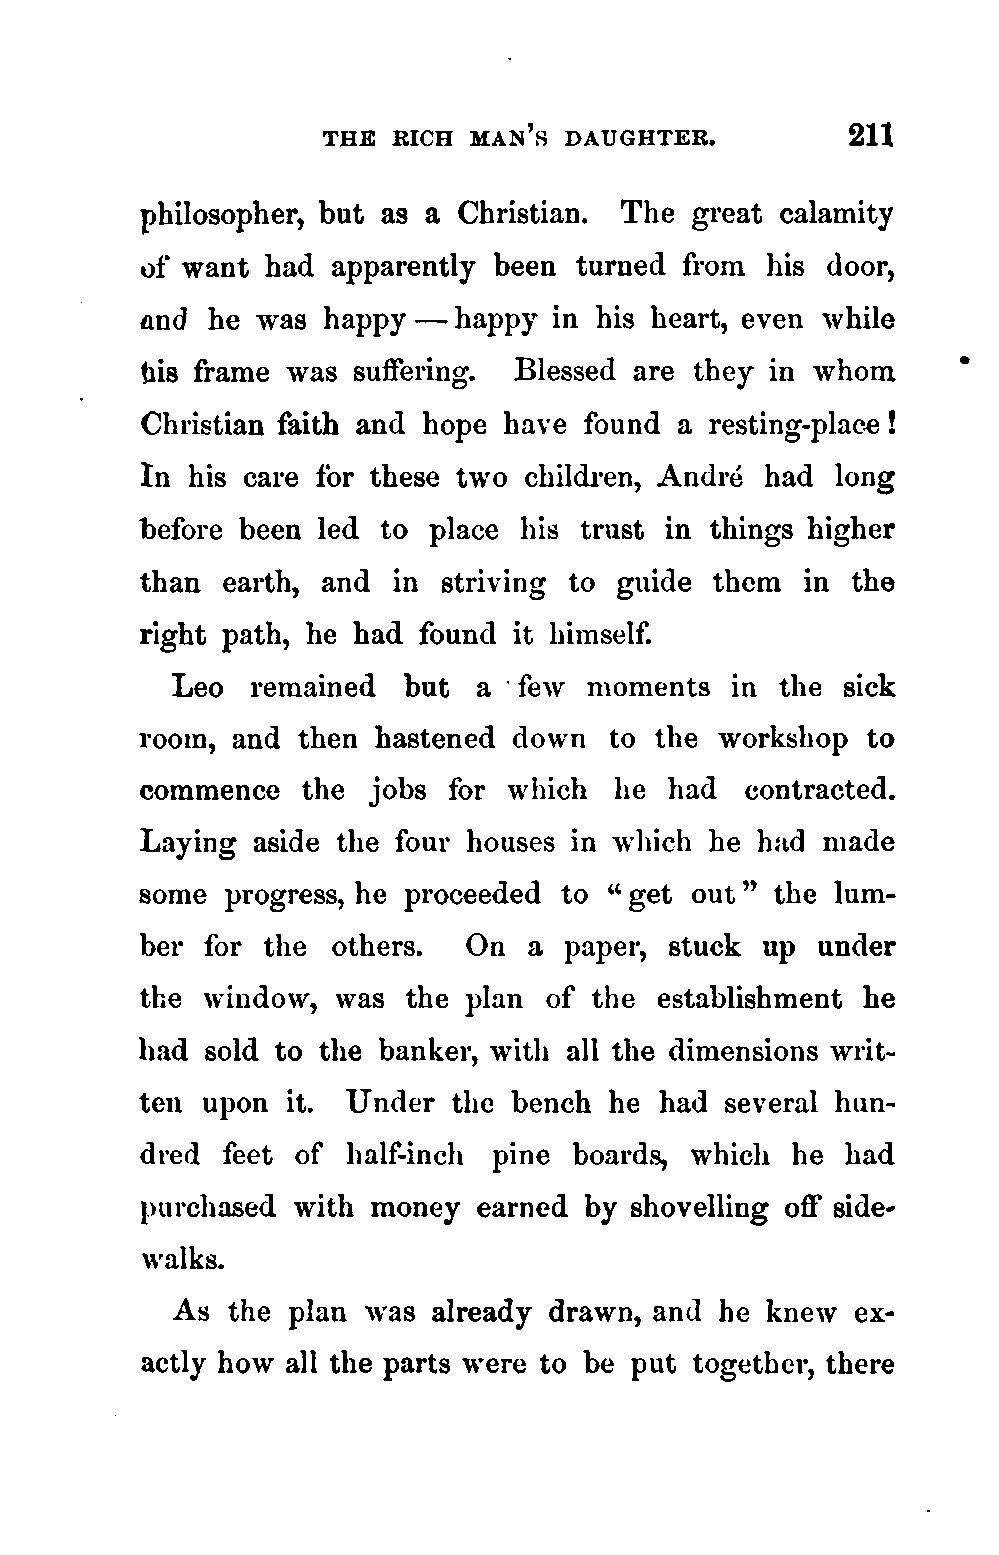 THE RICH MAN'S DAUGHTER. 211
philosopher, but as a Christian. The great calamity
of want had apparently been turned from his door,
and he was happy — happy in his heart, even while
his frame was suffering. Blessed are they in whom
Christian faith and hope have found a resting-place!
In his care for these two children, André had long
before been led to place his trust in things higher
than earth, and in striving to guide them in the
right path, he had found it himself.
Leo remained but a few moments in the sick
room, and then hastened down to the workshop to
commence the jobs for which he had contracted.
Laying aside the four houses in which he had made
some progress, he proceeded to "get out" the lum-
ber for the others. On a paper, stuck up under
the window, was the plan of the establishment he
had sold to the banker, with all the dimensions writ-
ten upon it. Under the bench he had several hun-
dred feet of half-inch pine boards, which he had
purchased with money earned by shovelling off side-
walks.
As the plan was already drawn, and he knew ex-
actly how all the parts were to be put together, there